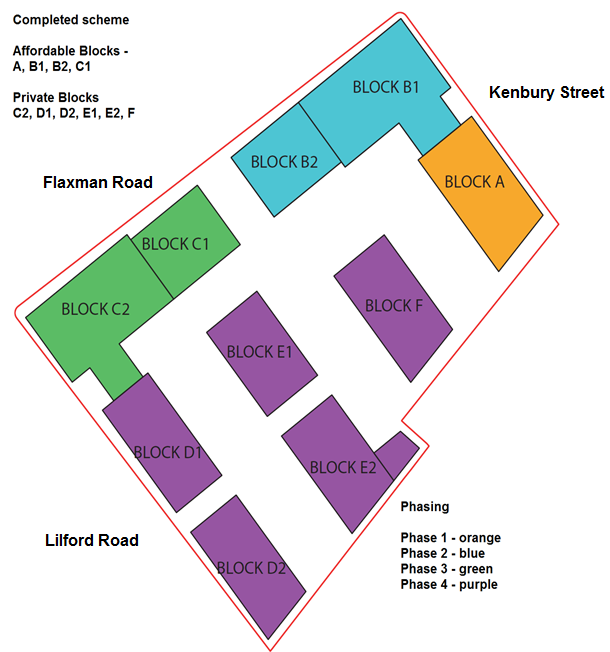 Completed scheme
Affordable Blocks -
A, B1, B2, C1
Private Blocks
C2, D1, D2, E1, E2, F
BLOCK B1
Kenbury Street
BLOCK B2
BLOCK A
Flaxman Road
BLOCK C1
BLOCK C2
BLOCK F
BLOCK E1
BLOCK D1
BLOCK E2
Lilford Road
BLOCK D2
Phasing
Phase 1 - orange
Phase 2 - blue
Phase 3 - green
Phase 4 - purple